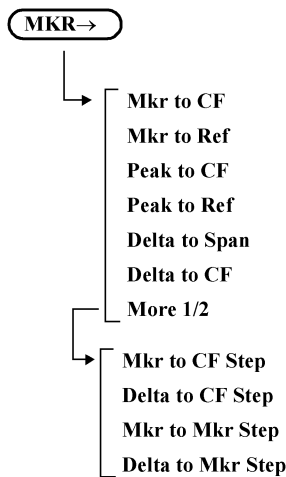 MKR→
Mkr to CF
Mkr to Ref
Peak to CF
Peak to Ref
Delta to Span
Delta to CF
More 1/2
Mkr to CF Step
Delta to CF Step
Mkr to Mkr Step
Delta to Mkr Step